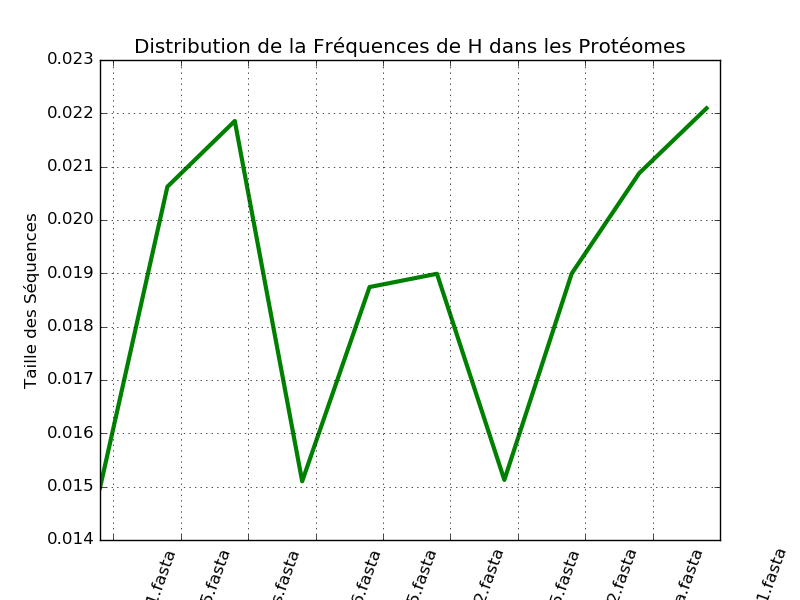 Distribution de la Fréquences de H dans les Protéomes
0.023
0.022
0.021
0.020
0.019
0.018
0.017
0.016
0.015
0.014
Taille des Séquences
1.fasta
5.fasta
s.fasta
6.fasta
5.fasta
2.fasta
5.fasta
2.fasta
a.fasta
1.fasta